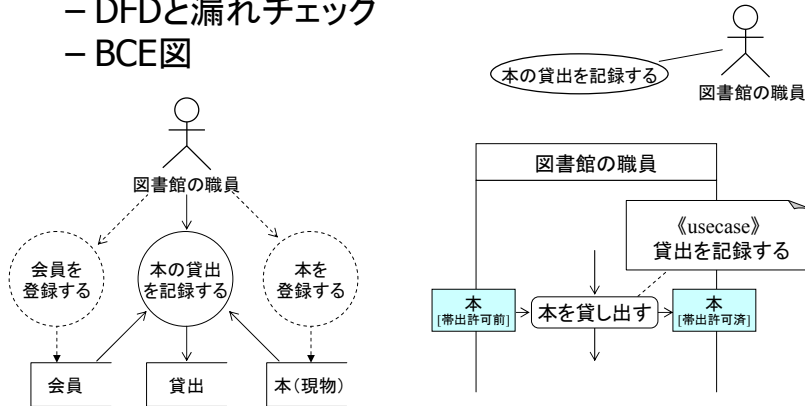 – DFDと漏れチェック
– BCE図
本の貸出を記録する
図書館の職員
図書館の職員
会員を
登録する
本の貸出
を記録する
本を
登録する
会員
貸出
本(現物)
図書館の職員
《usecase》
貸出を記録する
本
[帯出許可前]
本を貸し出す
本
[帯出許可済]